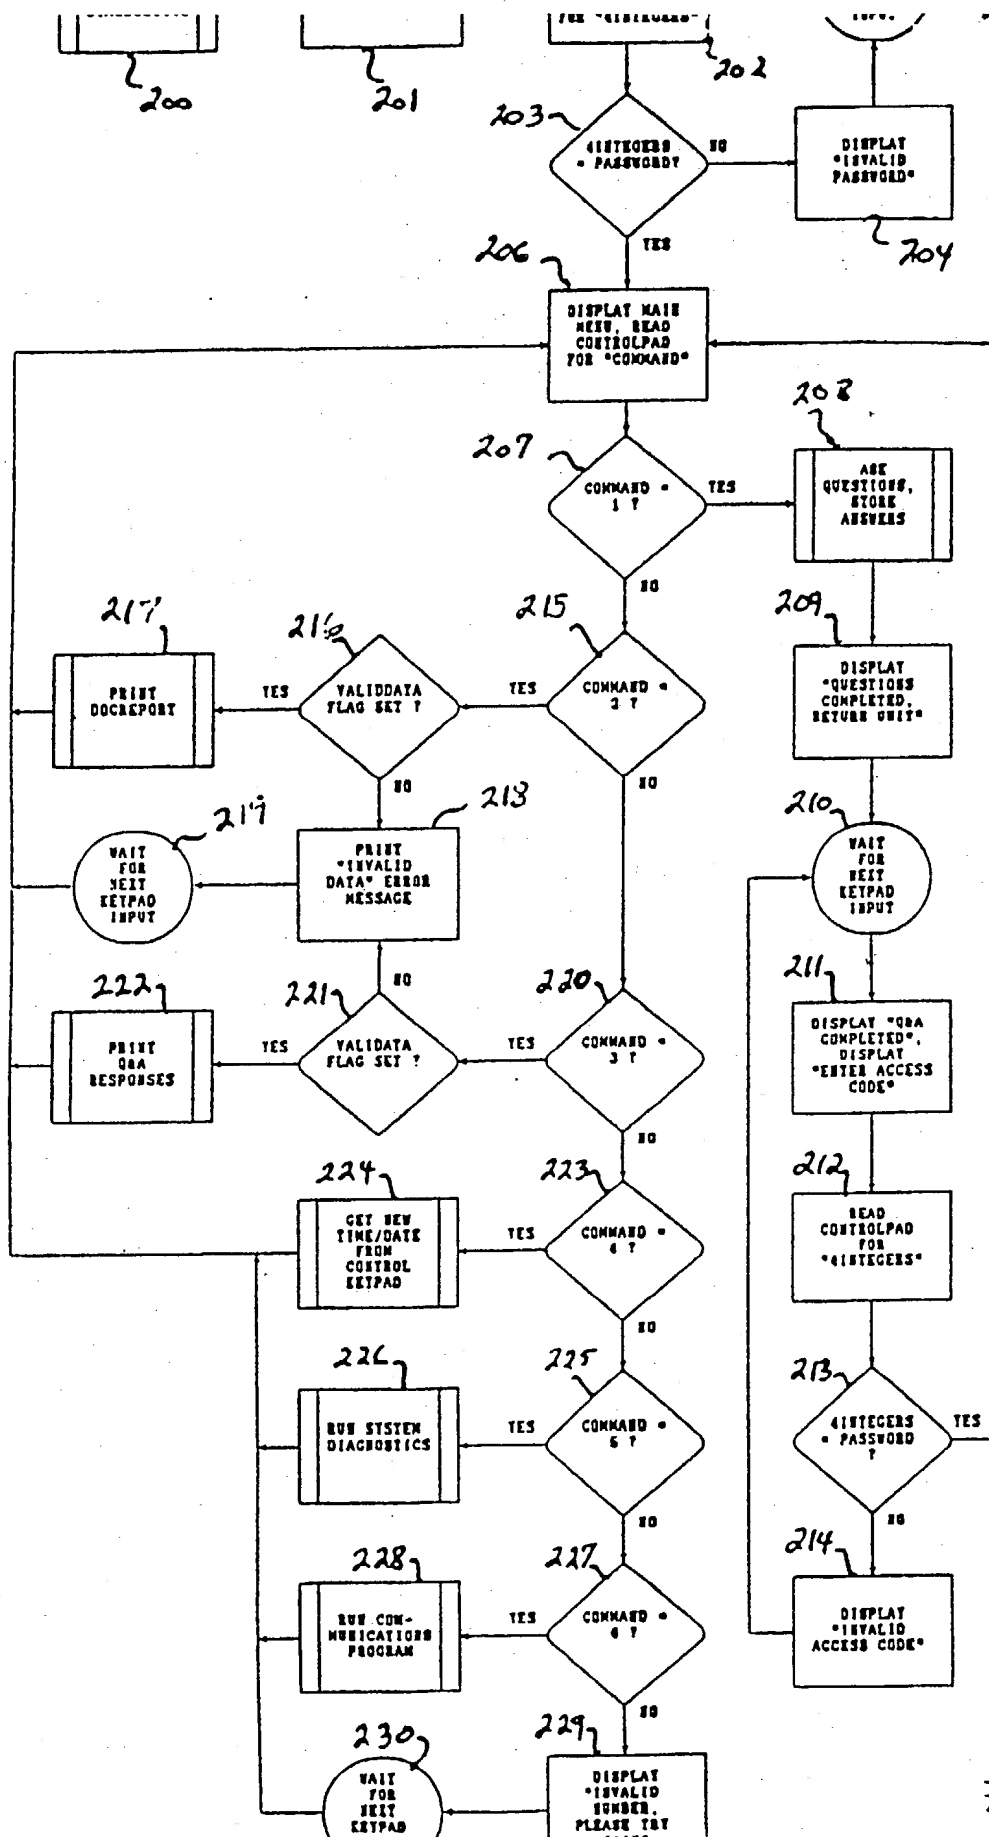 FOR "4INTEGERS"
INPUT
200
201
202
203
4INTEGERS
= PASSWORD?
NO
DISPLAY
"INVALID
PASSWORD"
204
YES
206
DISPLAY MAIN
MENU, READ
CONTROLPAD
FOR "COMMAND"
207
COMMAND =
1 ?
YES
208
ASK
QUESTIONS,
STORE
ANSWERS
NO
209
DISPLAY
"QUESTIONS
COMPLETED,
RETURN UNIT"
215
COMMAND =
2 ?
YES
216
VALIDDATA
FLAG SET ?
YES
217
PRINT
DOCREPORT
NO
NO
218
PRINT
"INVALID
DATA" ERROR
MESSAGE
219
WAIT
FOR
NEXT
KEYPAD
INPUT
210
WAIT
FOR
NEXT
KEYPAD
INPUT
211
DISPLAY "Q&A
COMPLETED",
DISPLAY
"ENTER ACCESS
CODE"
220
COMMAND =
3 ?
YES
NO
221
VALIDATA
FLAG SET ?
YES
222
PRINT
Q&A
RESPONSES
NO
212
READ
CONTROLPAD
FOR
"4INTEGERS"
223
COMMAND =
4 ?
YES
224
GET NEW
TIME/DATE
FROM
CONTROL
KEYPAD
NO
213
4INTEGERS
= PASSWORD
?
YES
NO
225
COMMAND =
5 ?
YES
226
RUN SYSTEM
DIAGNOSTICS
NO
214
DISPLAY
"INVALID
ACCESS CODE"
227
COMMAND =
6 ?
YES
228
RUN COM-
MUNICATIONS
PROGRAM
NO
229
DISPLAY
"INVALID
NUMBER,
PLEASE TRY
230
WAIT
FOR
NEXT
KEYPAD